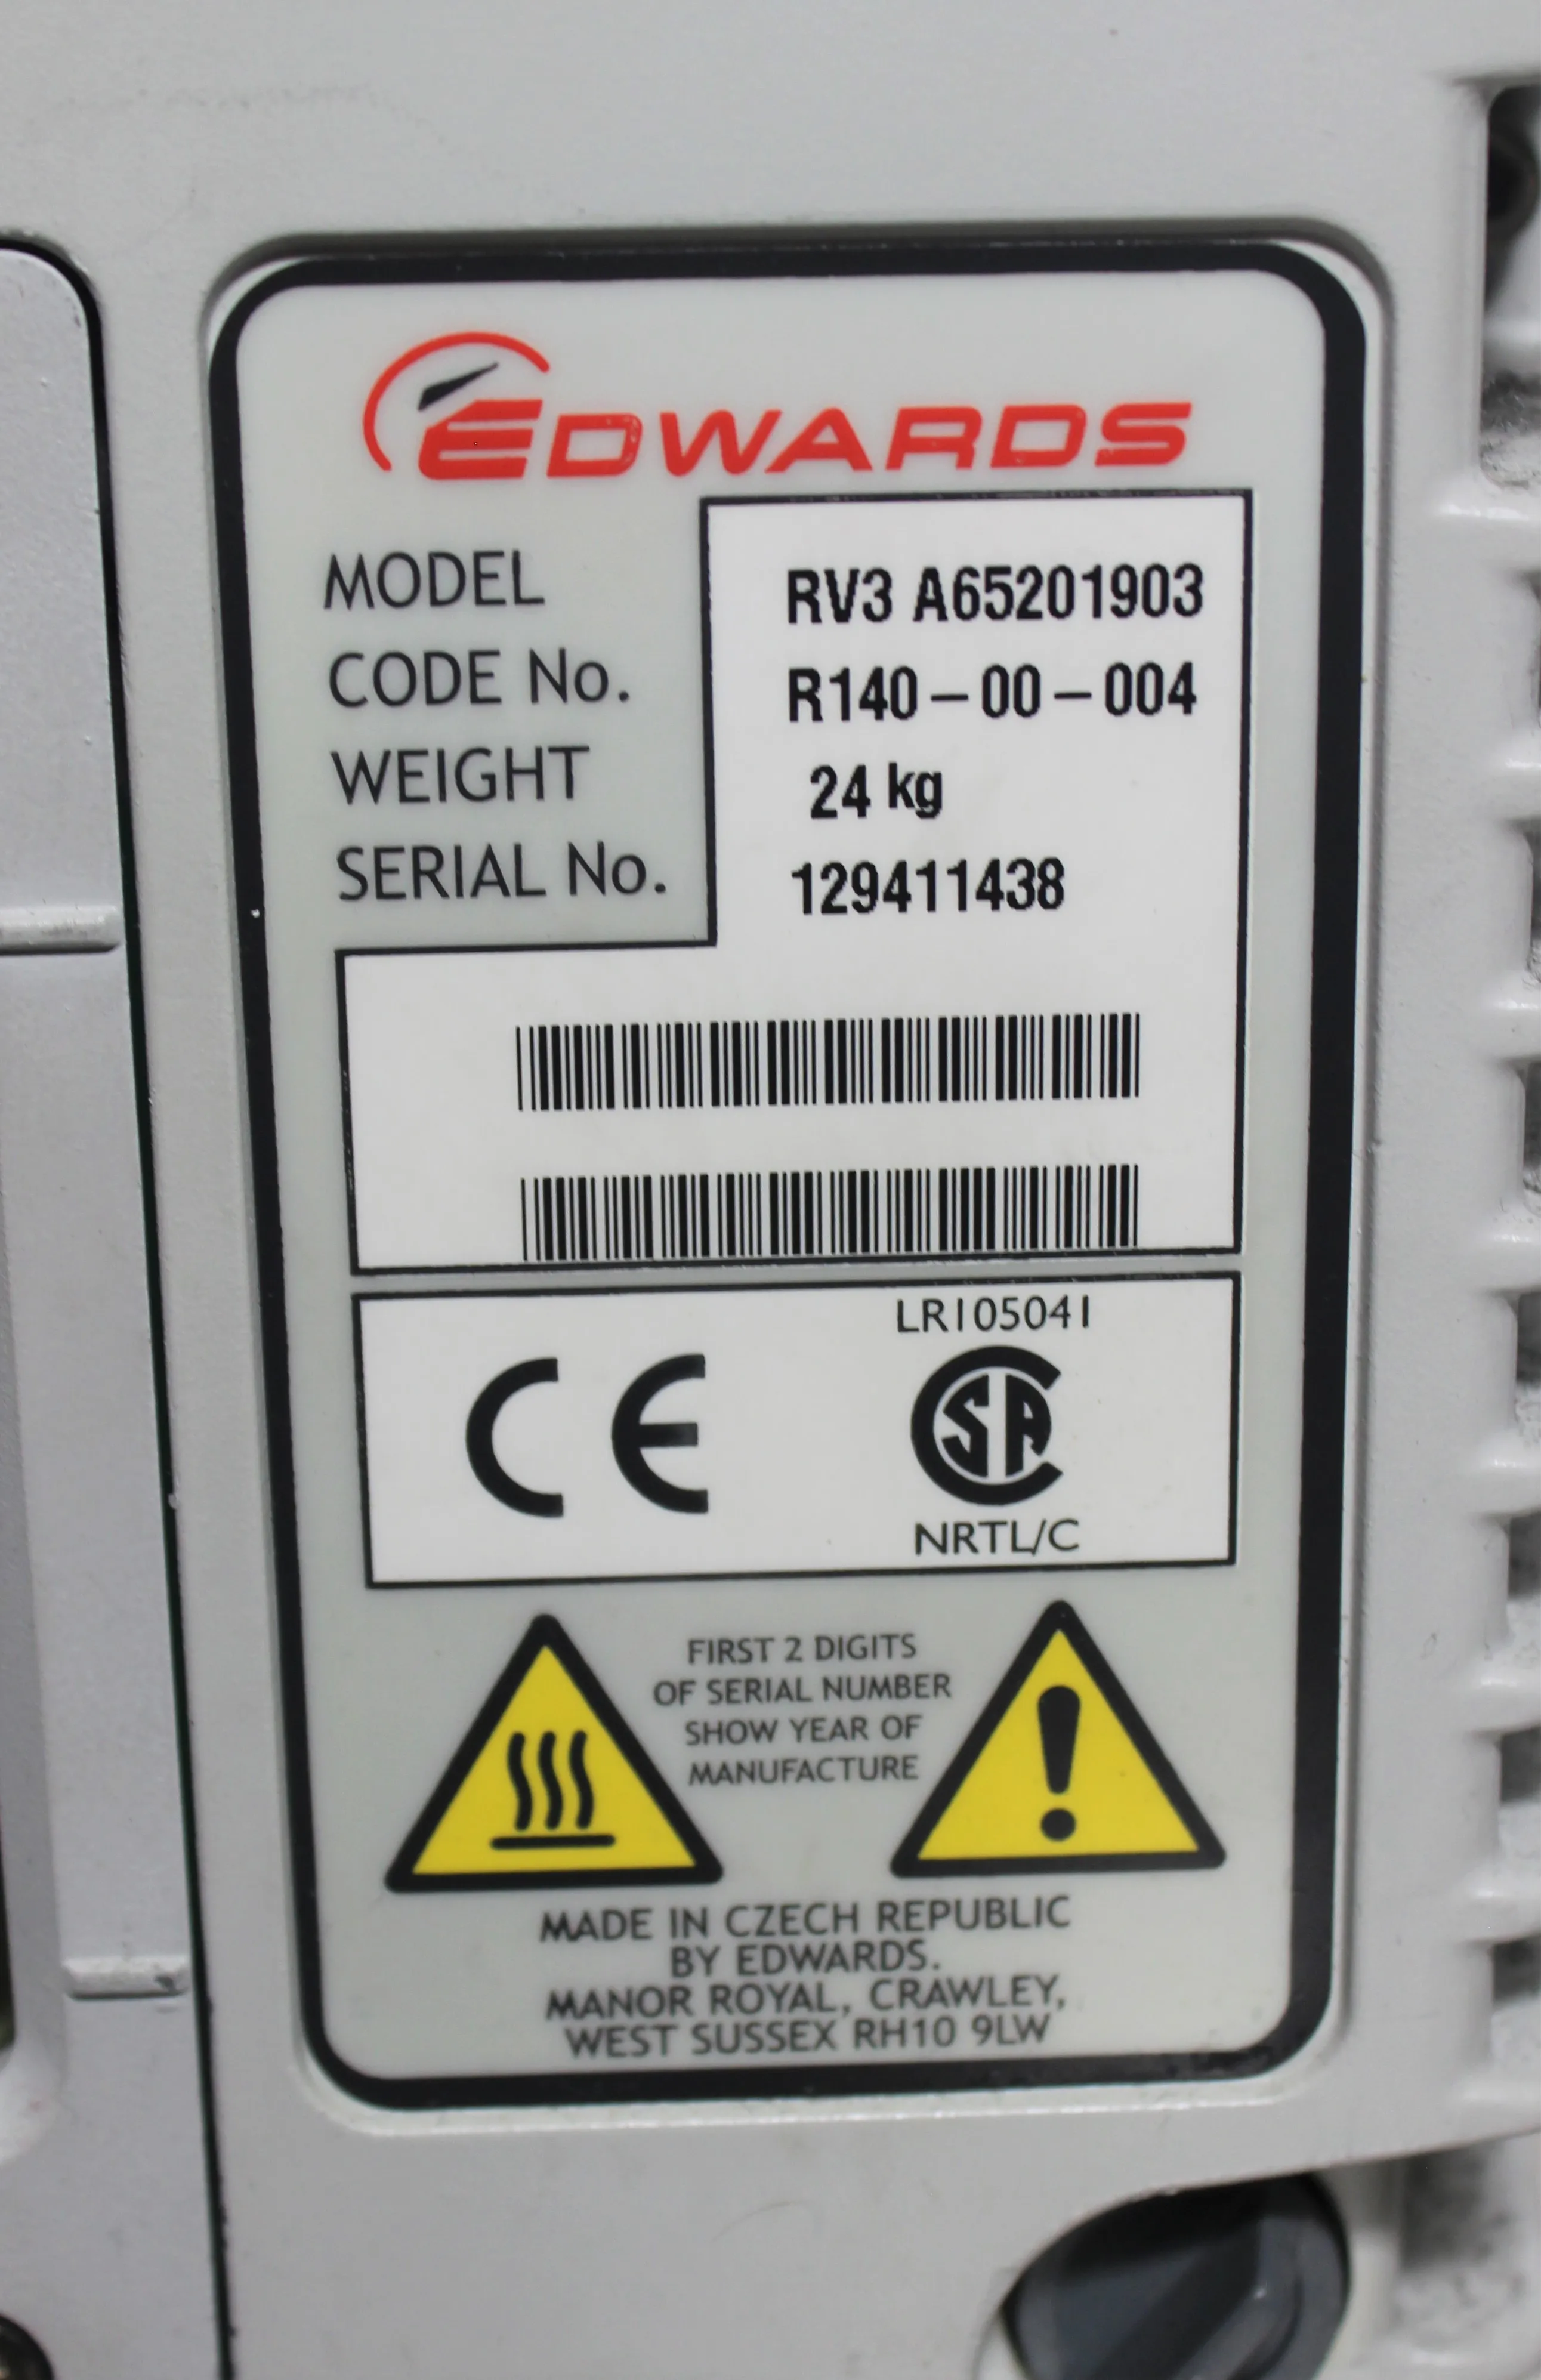 EDWARDS
MODEL RV3 A65201903
CODE No. R140-00-004
WEIGHT 24 kg
SERIAL No. 129411438
LR105041
CE
CSA
NRTL/C
FIRST 2 DIGITS
OF SERIAL NUMBER
SHOW YEAR OF
MANUFACTURE
MADE IN CZECH REPUBLIC
BY EDWARDS.
MANOR ROYAL, CRAWLEY,
WEST SUSSEX RH10 9LW